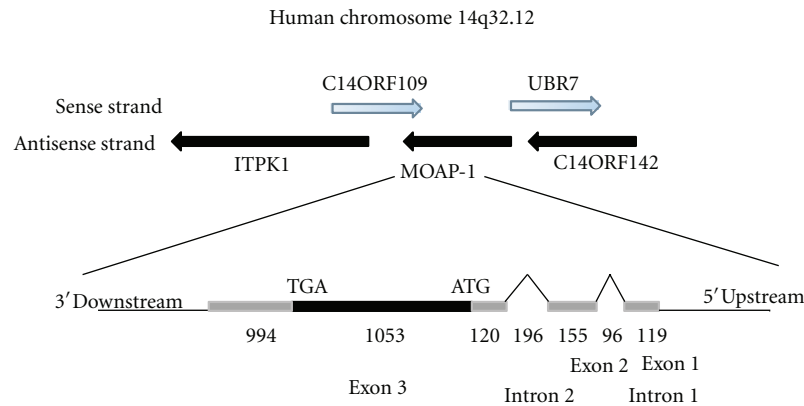 Human chromosome 14q32.12
C14ORF109
UBR7
Sense strand
Antisense strand
ITPK1
MOAP-1
C14ORF142
TGA
ATG
3′ Downstream
5′ Upstream
994
1053
120
196
155
96
119
Exon 2
Exon 1
Exon 3
Intron 2
Intron 1